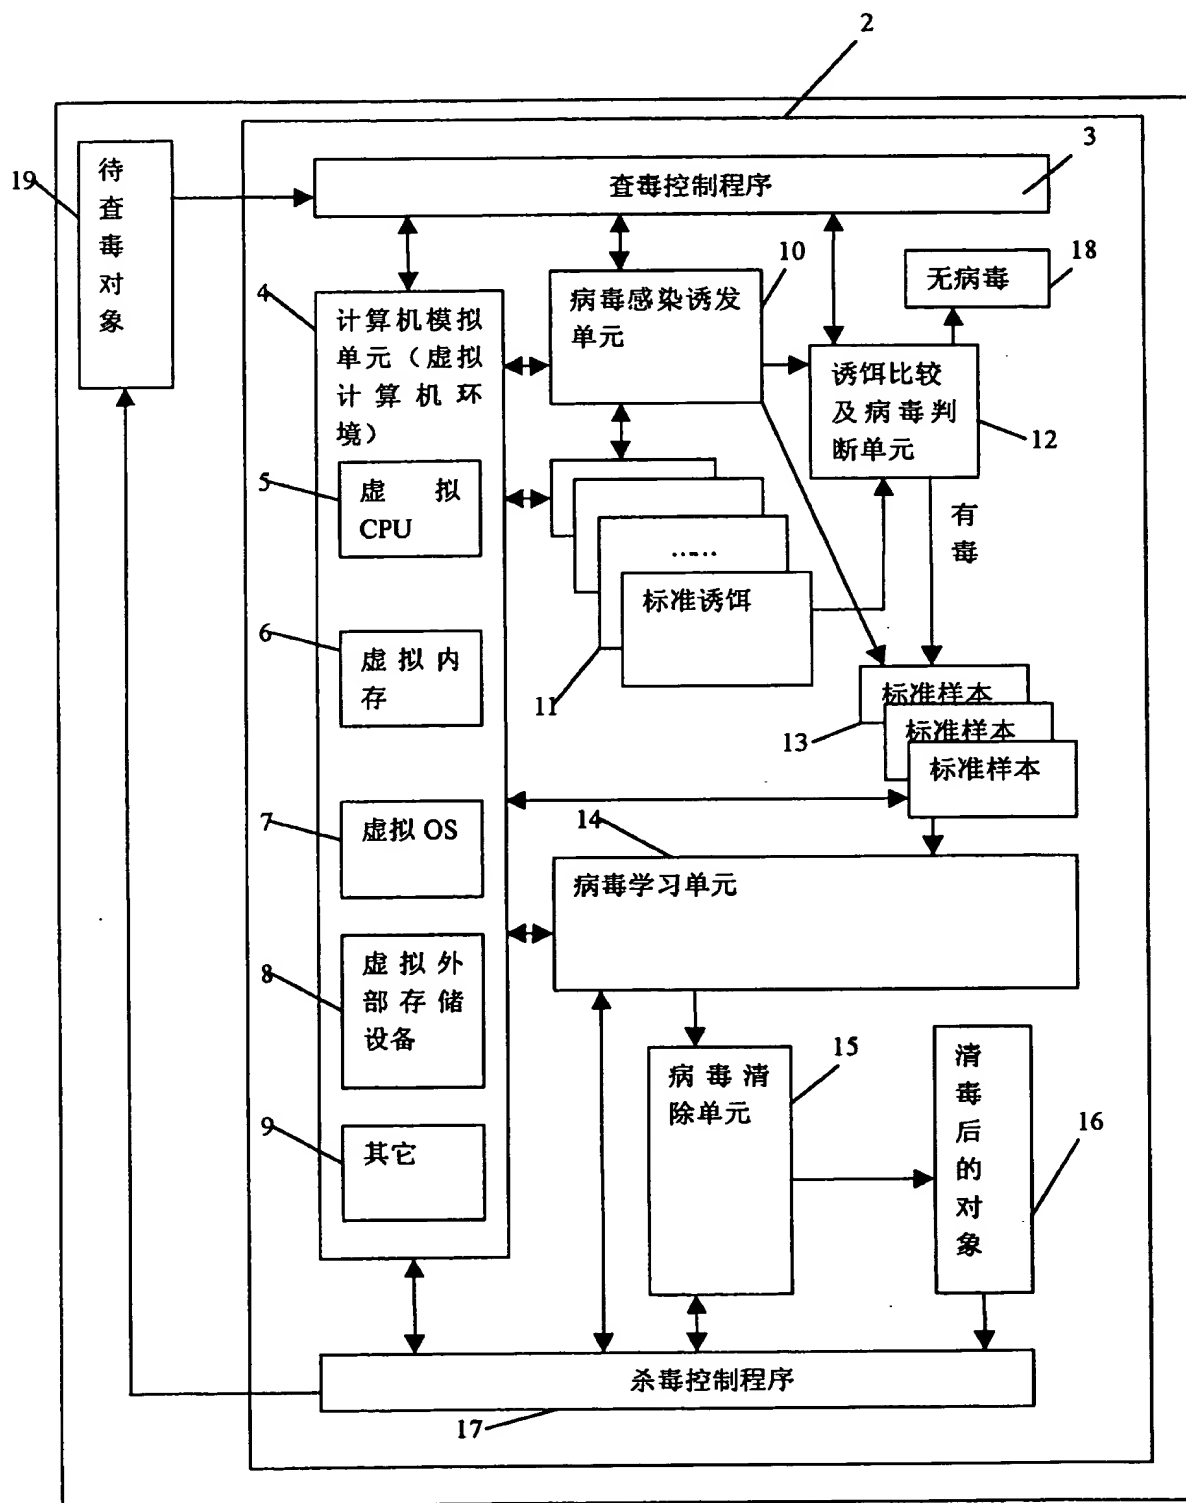 2
3
查毒控制程序
19
待
查
毒
对
象
4
计算机模拟
单元（虚拟
计算机环
境）
10
病毒感染诱发
单元
18
无病毒
诱饵比较
及病毒判
断单元
12
5
虚 拟
CPU
有
毒
……
标准诱饵
11
6
虚拟内
存
标准样本
13
标准样本
标准样本
7
虚拟 OS
14
病毒学习单元
8
虚拟外
部存储
设备
15
病毒清
除单元
清
毒
后
的
对
象
16
9
其它
杀毒控制程序
17